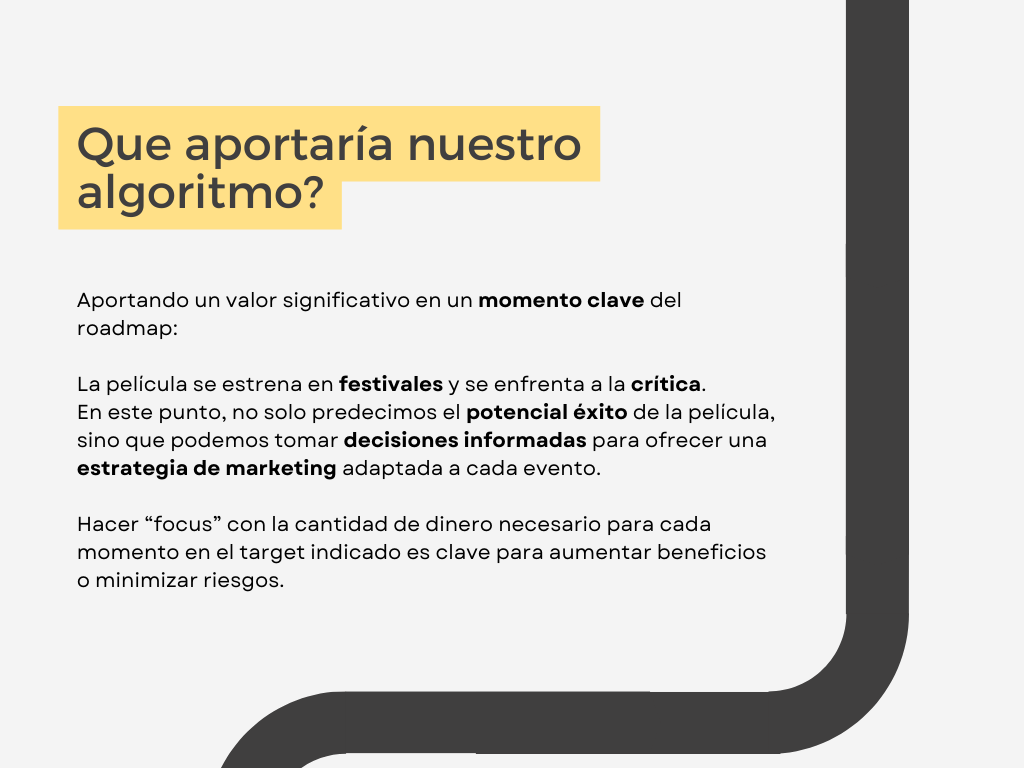 Que aportaría nuestro
algoritmo?
Aportando un valor significativo en un momento clave del
roadmap:
La película se estrena en festivales y se enfrenta a la crítica.
En este punto, no solo predecimos el potencial éxito de la película,
sino que podemos tomar decisiones informadas para ofrecer una
estrategia de marketing adaptada a cada evento.
Hacer “focus” con la cantidad de dinero necesario para cada
momento en el target indicado es clave para aumentar beneficios
o minimizar riesgos.